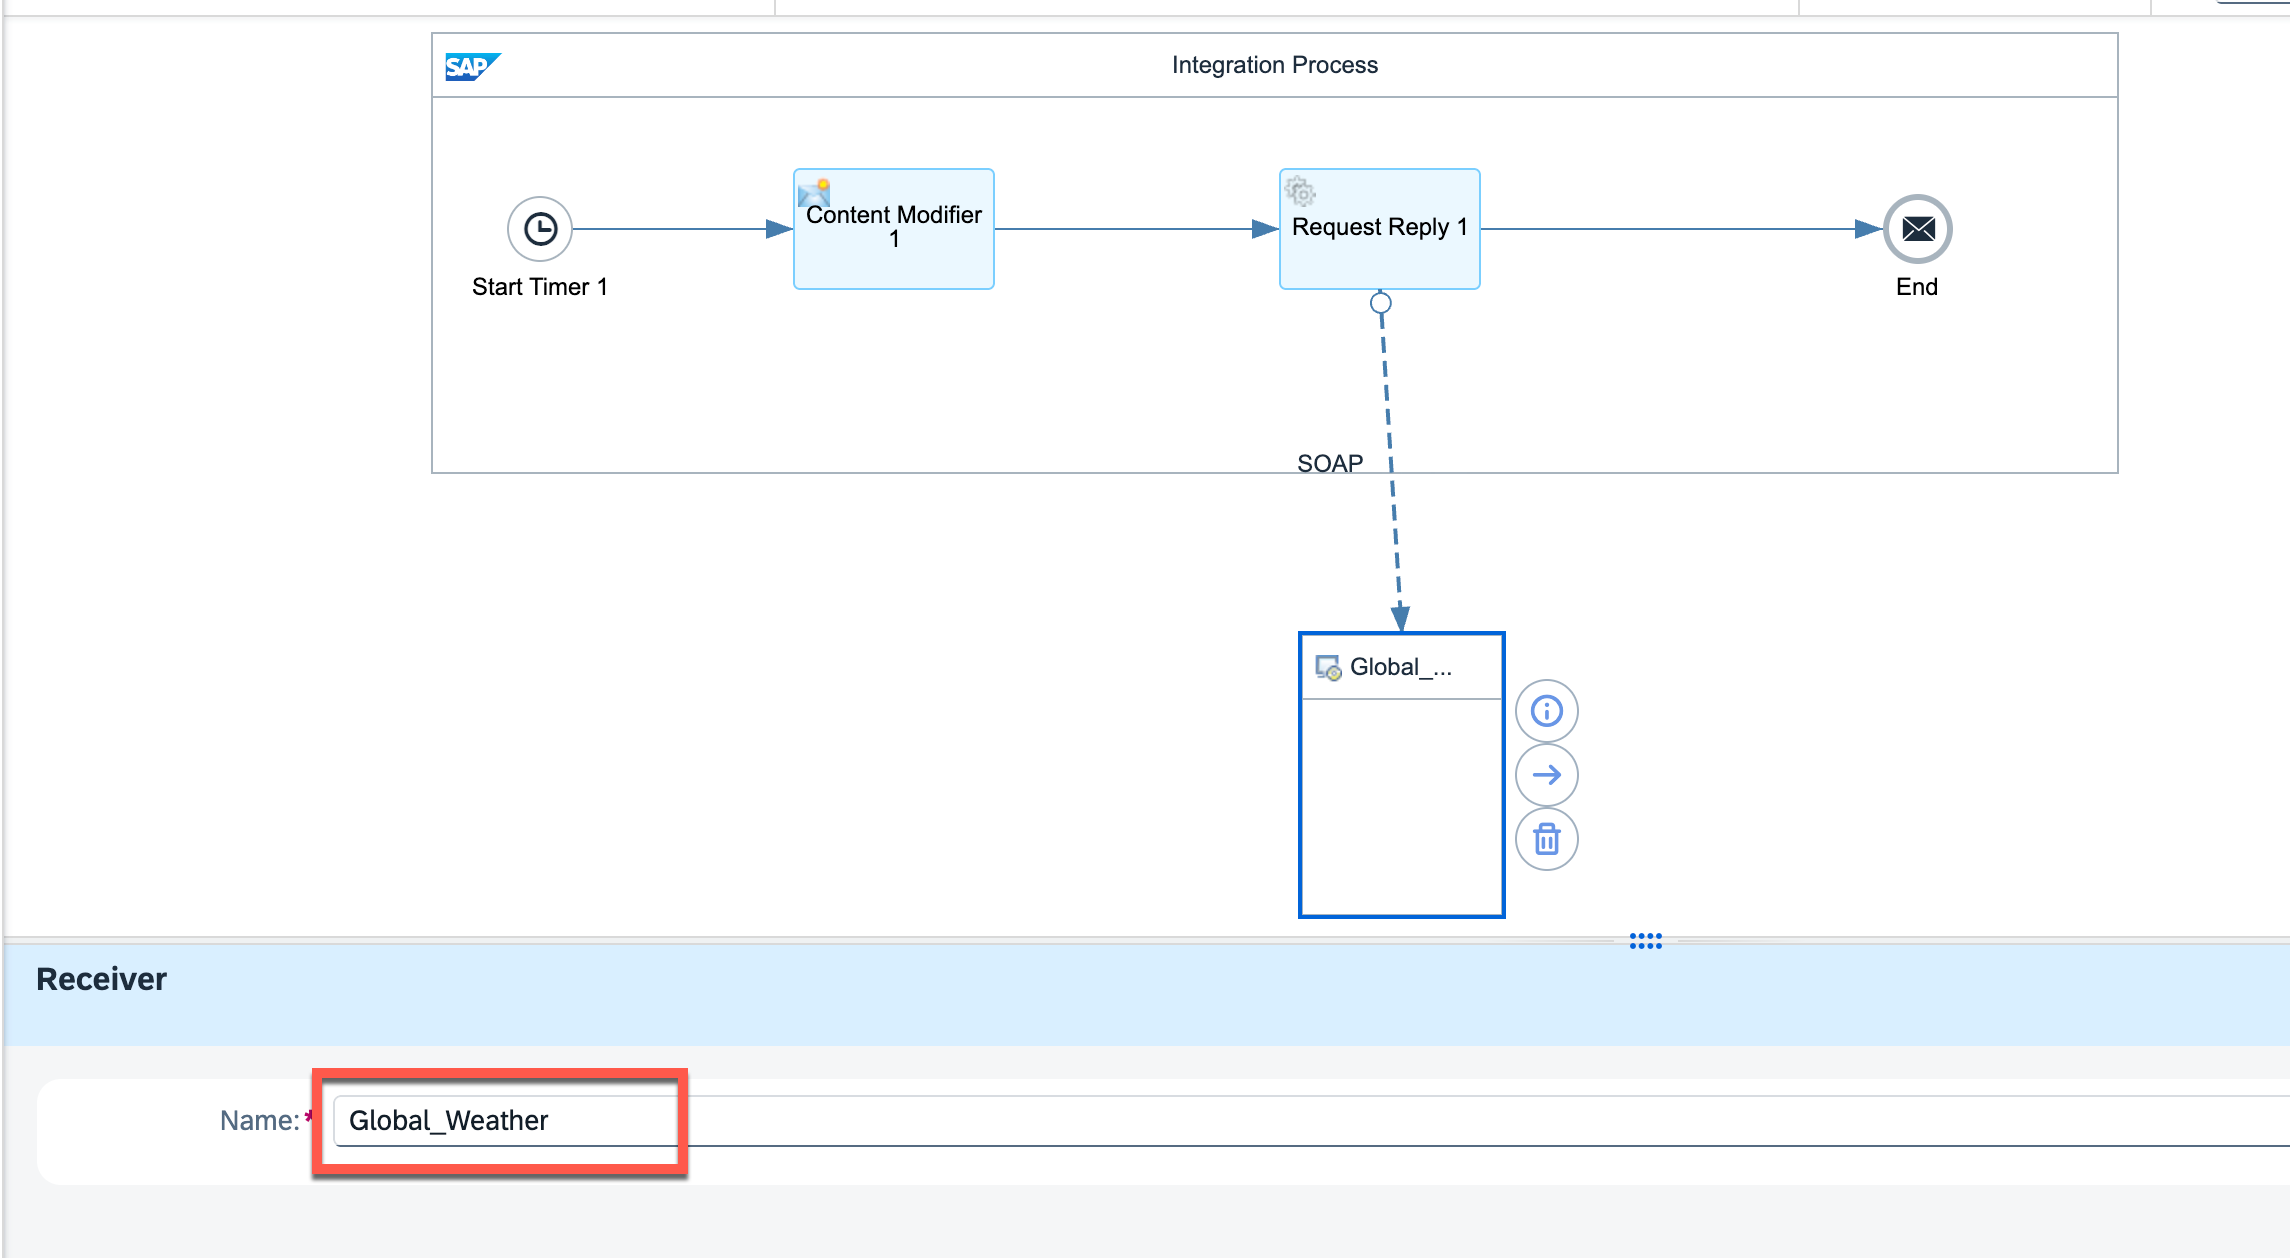 SAP
Integration Process
Content Modifier
1
Request Reply 1
Start Timer 1
End
SOAP
Global_...
Receiver
Name:*
Global_Weather